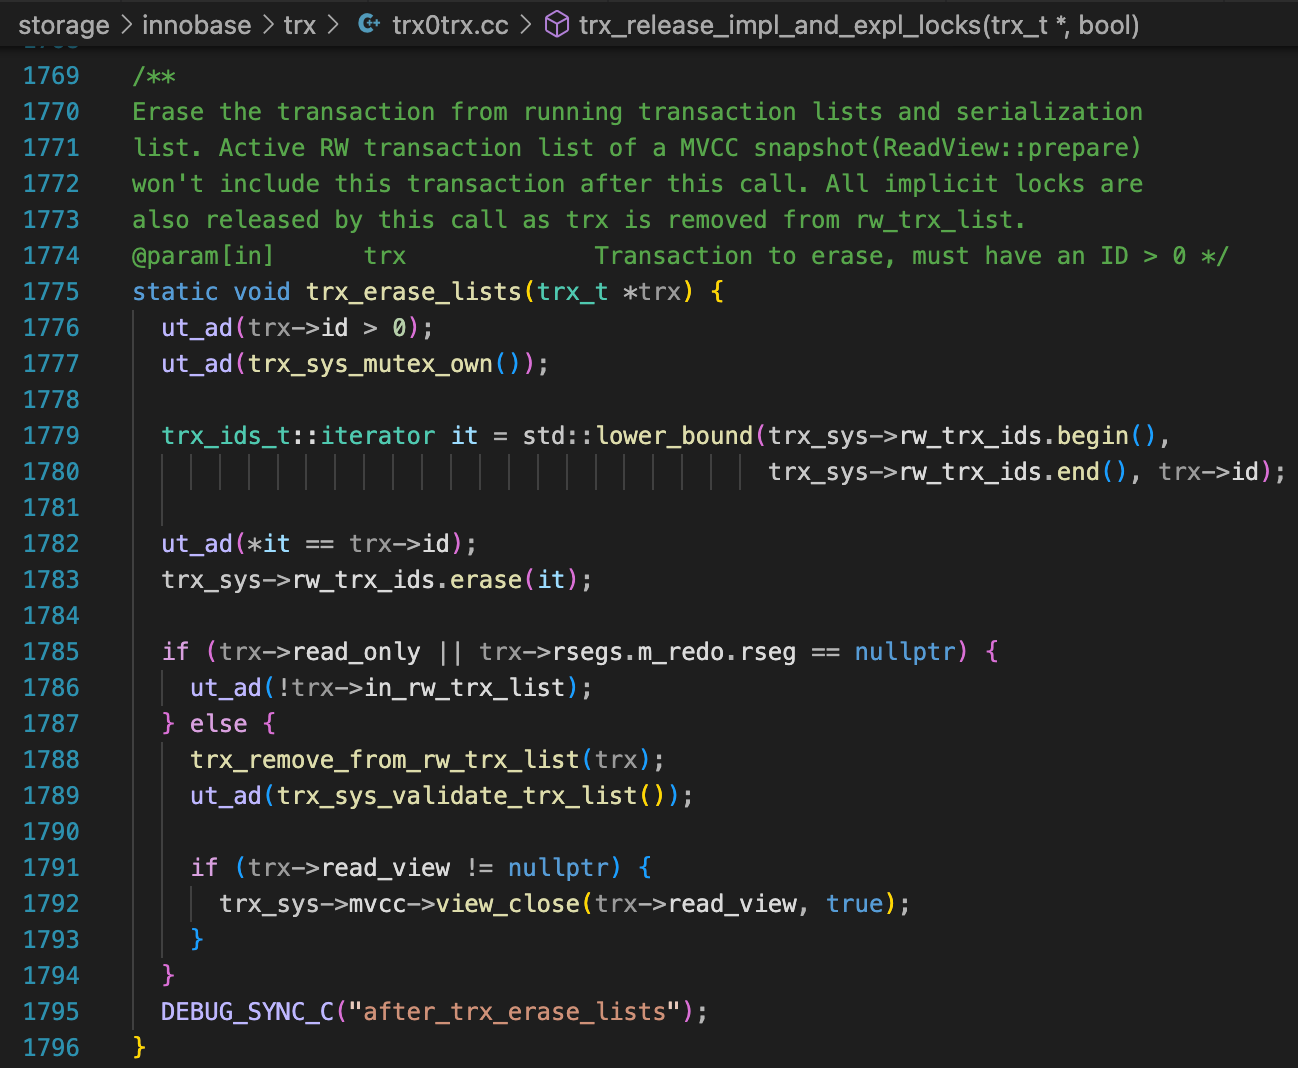 storage > innobase > trx > trx0trx.cc > trx_release_impl_and_expl_locks(trx_t *, bool)
1769 /**
1770 Erase the transaction from running transaction lists and serialization
1771 list. Active RW transaction list of a MVCC snapshot(ReadView::prepare)
1772 won't include this transaction after this call. All implicit locks are
1773 also released by this call as trx is removed from rw_trx_list.
1774 @param[in]      trx             Transaction to erase, must have an ID > 0 */
1775 static void trx_erase_lists(trx_t *trx) {
1776   ut_ad(trx->id > 0);
1777   ut_ad(trx_sys_mutex_own());
1778
1779   trx_ids_t::iterator it = std::lower_bound(trx_sys->rw_trx_ids.begin(),
1780                                             trx_sys->rw_trx_ids.end(), trx->id);
1781
1782   ut_ad(*it == trx->id);
1783   trx_sys->rw_trx_ids.erase(it);
1784
1785   if (trx->read_only || trx->rsegs.m_redo.rseg == nullptr) {
1786     ut_ad(!trx->in_rw_trx_list);
1787   } else {
1788     trx_remove_from_rw_trx_list(trx);
1789     ut_ad(trx_sys_validate_trx_list());
1790
1791     if (trx->read_view != nullptr) {
1792       trx_sys->mvcc->view_close(trx->read_view, true);
1793     }
1794   }
1795   DEBUG_SYNC_C("after_trx_erase_lists");
1796 }